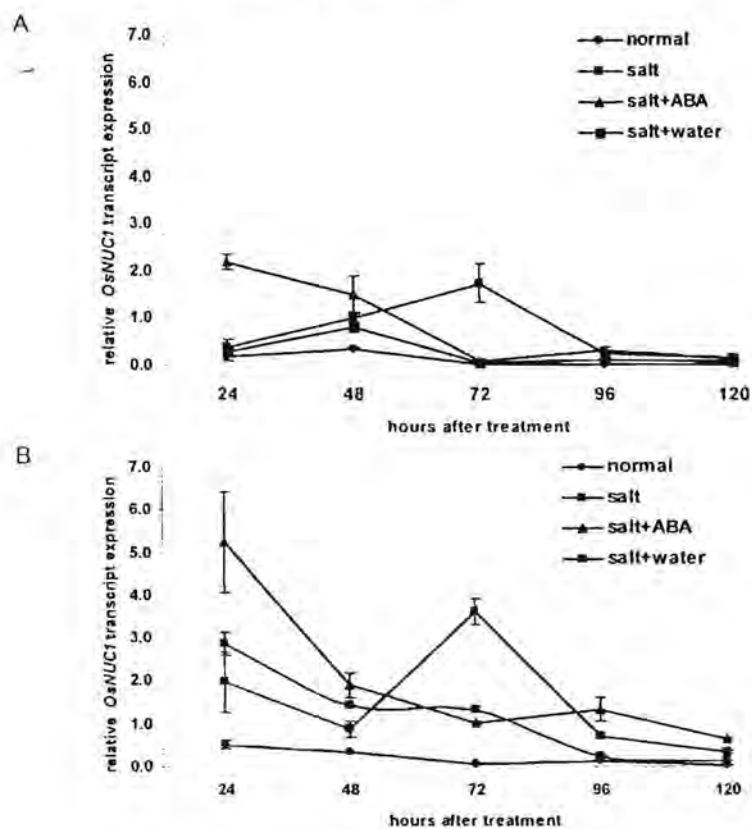 A
relative OsNUC1 transcript expression
7.0
6.0
5.0
4.0
3.0
2.0
1.0
0.0
normal
salt
salt+ABA
salt+water
24 48 72 96 120
hours after treatment
B
relative OsNUC1 transcript expression
7.0
6.0
5.0
4.0
3.0
2.0
1.0
0.0
normal
salt
salt+ABA
salt+water
24 48 72 96 120
hours after treatment